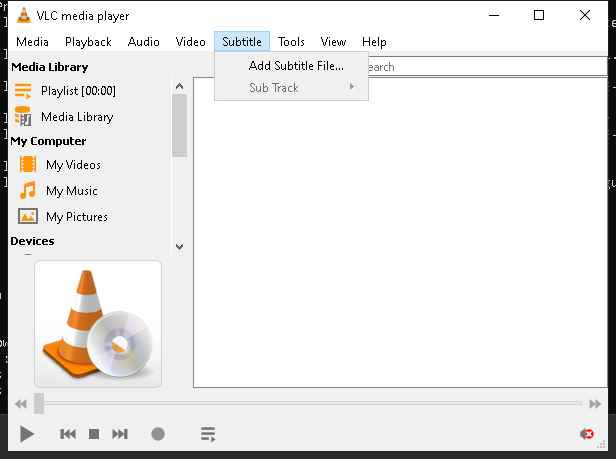 VLC media player
Media Playback Audio Video Subtitle Tools View Help
Media Library
Playlist [00:00]
Media Library
My Computer
My Videos
My Music
My Pictures
Devices
Add Subtitle File...
Sub Track